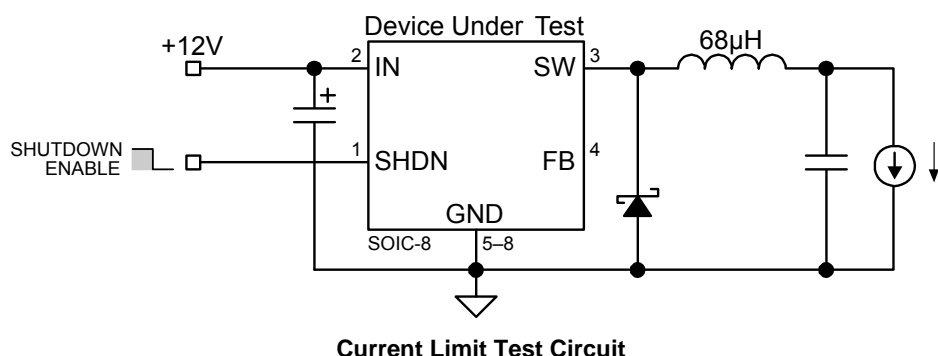 Device Under Test
+12V
68µH
2
IN
SW
3
+
SHUTDOWN
ENABLE
1
SHDN
FB
4
GND
SOIC-8
5–8
Current Limit Test Circuit